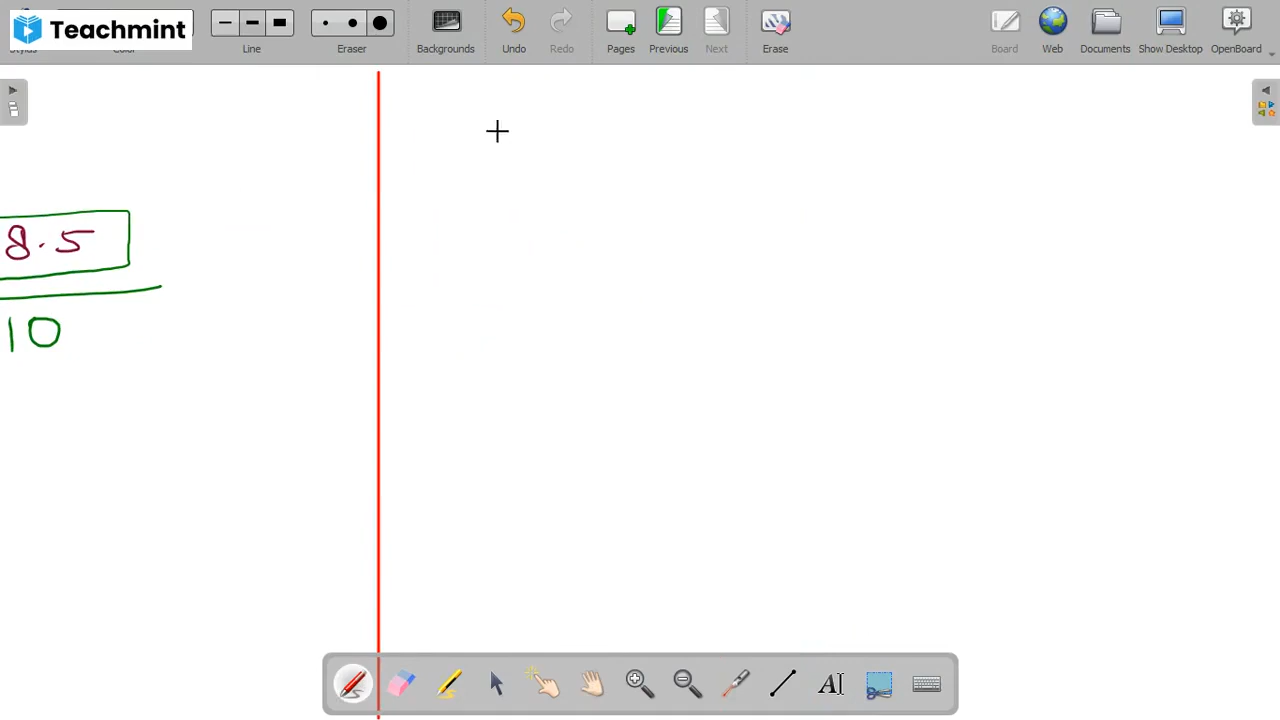 Teachmint
Line
Eraser
Backgrounds
Undo
Redo
Pages
Previous
Next
Erase
Board
Web
Documents
Show Desktop
OpenBoard
8.5
10